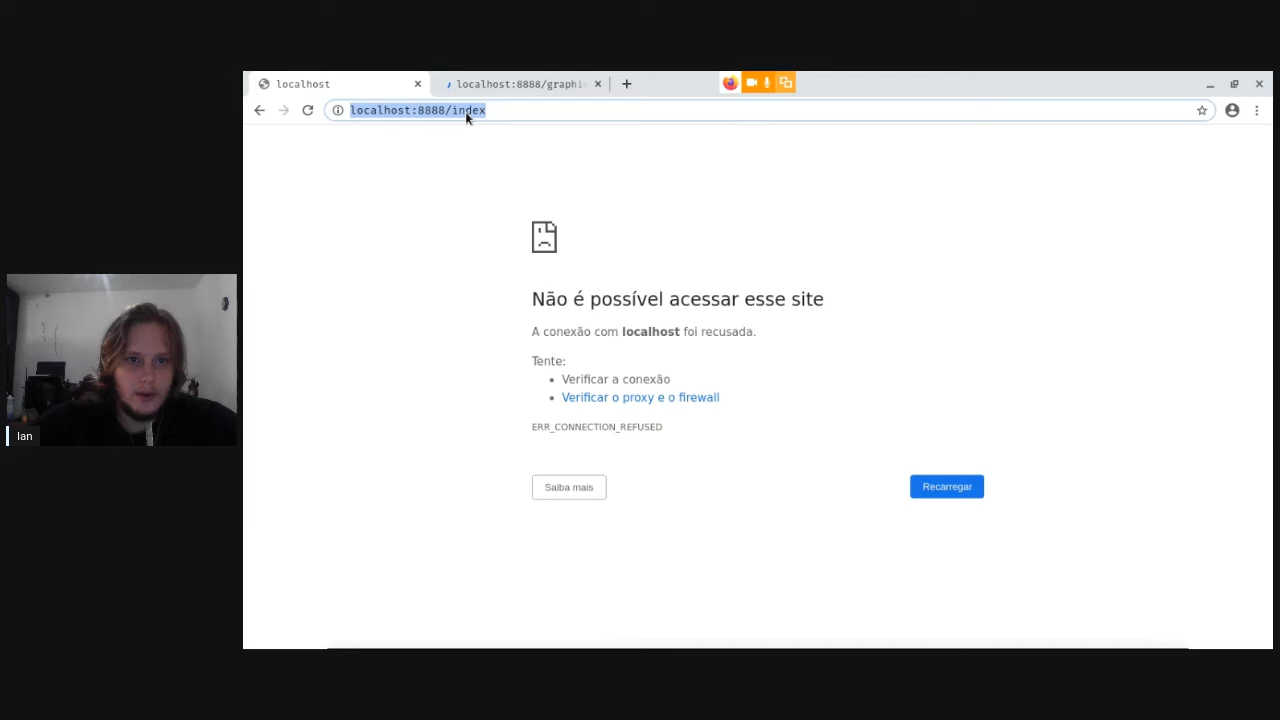 localhost
localhost:8888/graphi
localhost:8888/index
Não é possível acessar esse site
A conexão com localhost foi recusada.
Tente:
Verificar a conexão
Verificar o proxy e o firewall
ERR_CONNECTION_REFUSED
Saiba mais
Recarregar
Ian